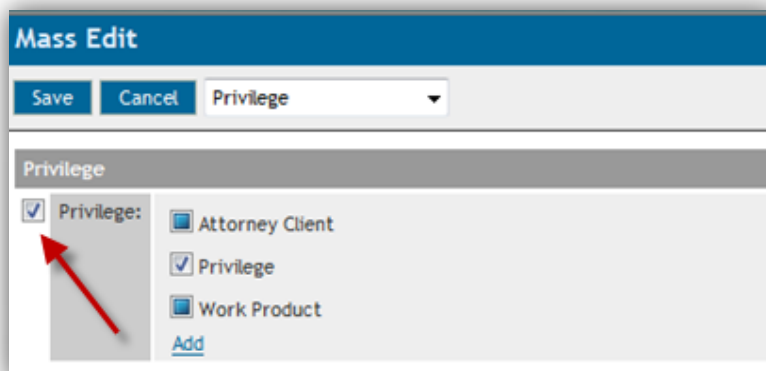 Mass Edit
Save Cancel Privilege
Privilege
Privilege:
Attorney Client
Privilege
Work Product
Add